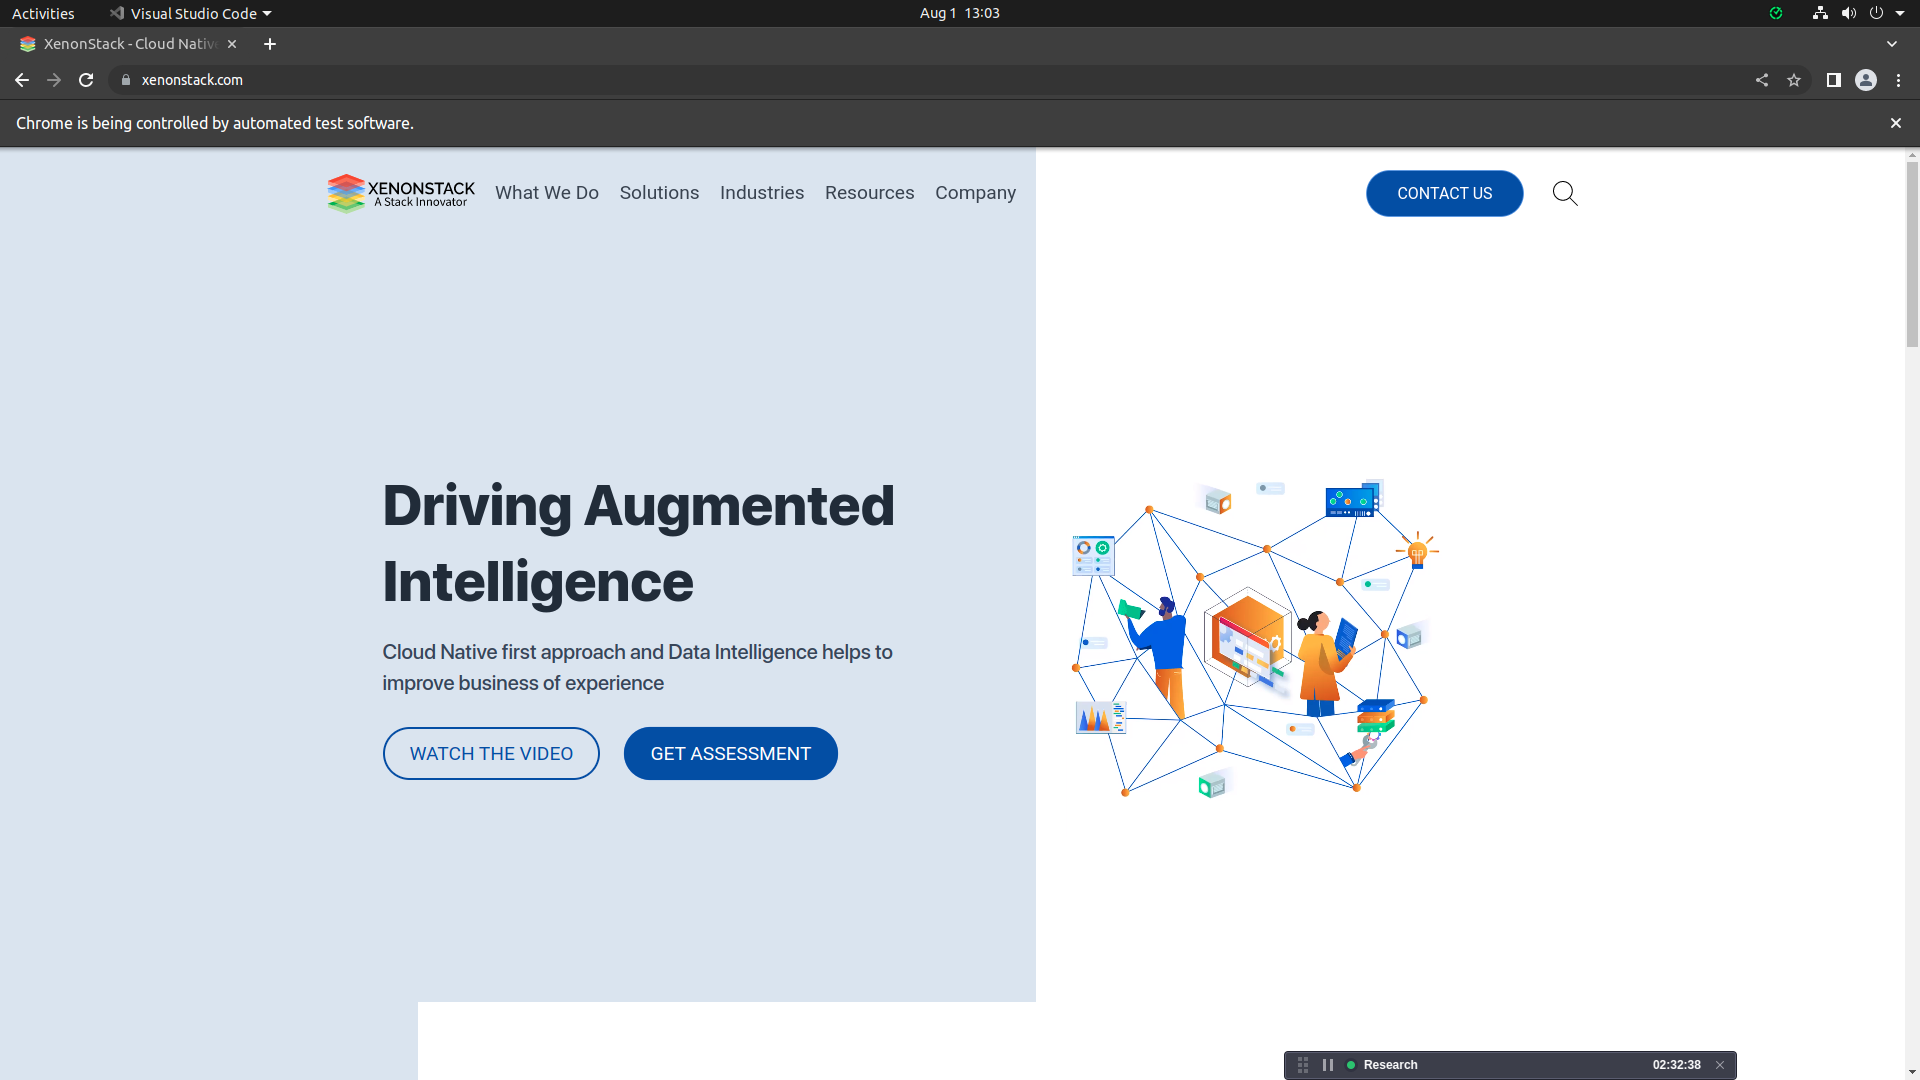 Activities
Visual Studio Code
Aug 1 13:03
XenonStack - Cloud Nativ
xenonstack.com
Chrome is being controlled by automated test software.
XENONSTACK
A Stack Innovator
What We Do
Solutions
Industries
Resources
Company
CONTACT US
Driving Augmented
Intelligence
Cloud Native first approach and Data Intelligence helps to
improve business of experience
WATCH THE VIDEO
GET ASSESSMENT
Research
02:32:38